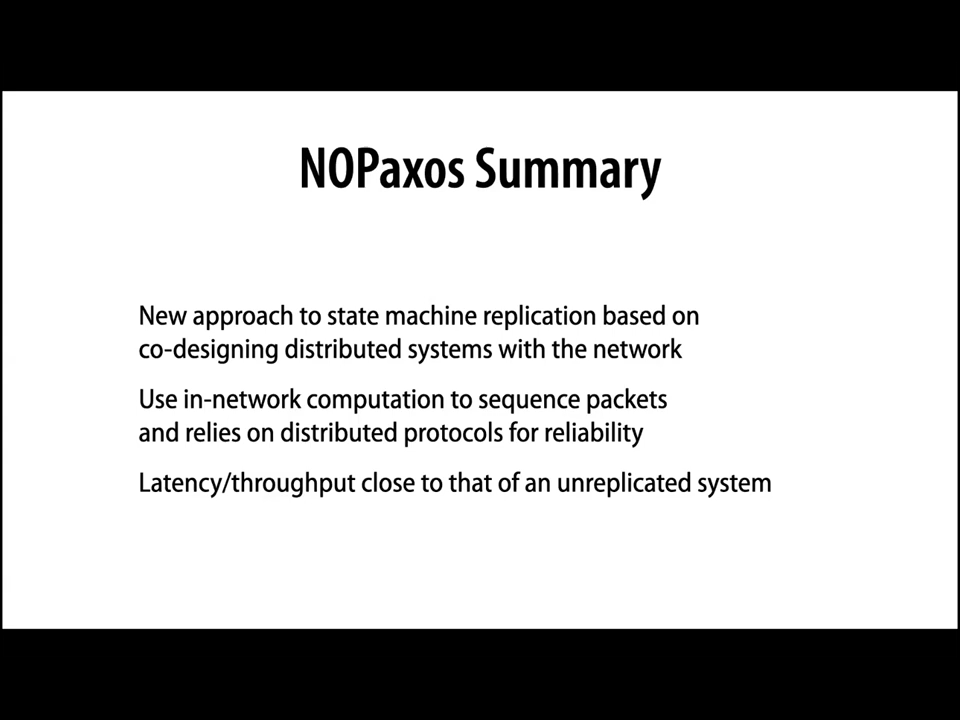 NOPaxos Summary
New approach to state machine replication based on
co-designing distributed systems with the network
Use in-network computation to sequence packets
and relies on distributed protocols for reliability
Latency/throughput close to that of an unreplicated system